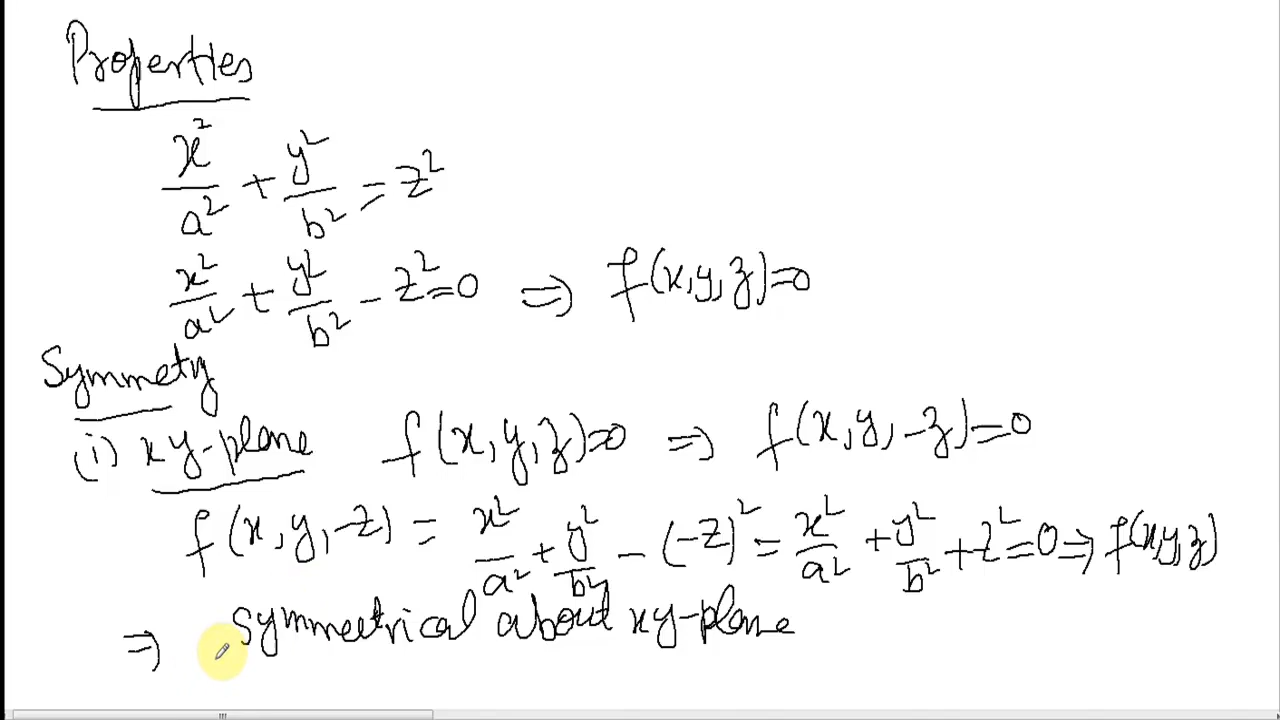 Properties
x²/a² + y²/b² = z²
x²/a² + y²/b² - z² = 0 ⇒ f(x,y,z)=0
Symmety
(i) xy-plane f(x,y,z)=0 ⇒ f(x,y,-z)=0
f(x,y,-z) = x²/a² + y²/b² - (-z)² = x²/a² + y²/b² + z² = 0 ⇒ f(x,y,z)
⇒ symmetrical about xy-plane